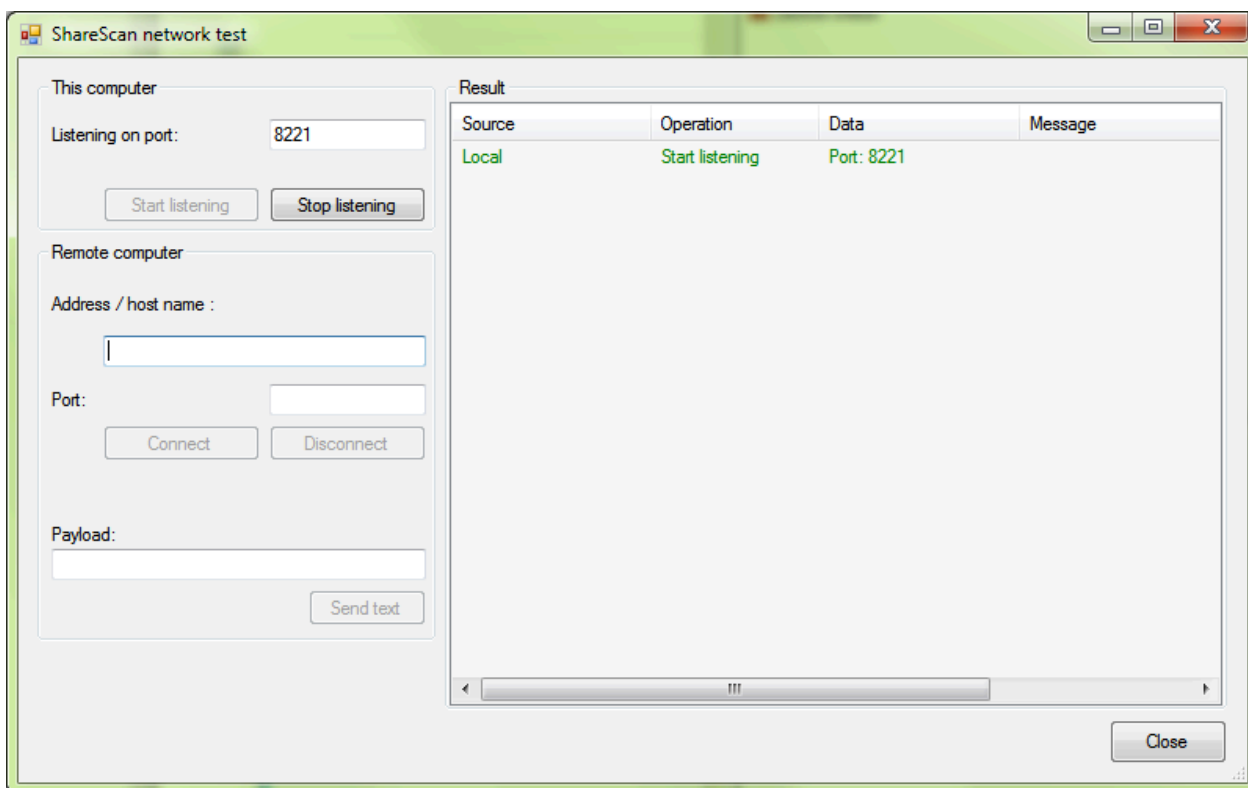 ShareScan network test
This computer
Listening on port: 8221
Start listening Stop listening
Remote computer
Address / host name :
Port:
Connect Disconnect
Payload:
Send text
Result
Source Operation Data Message
Local Start listening Port: 8221
Close